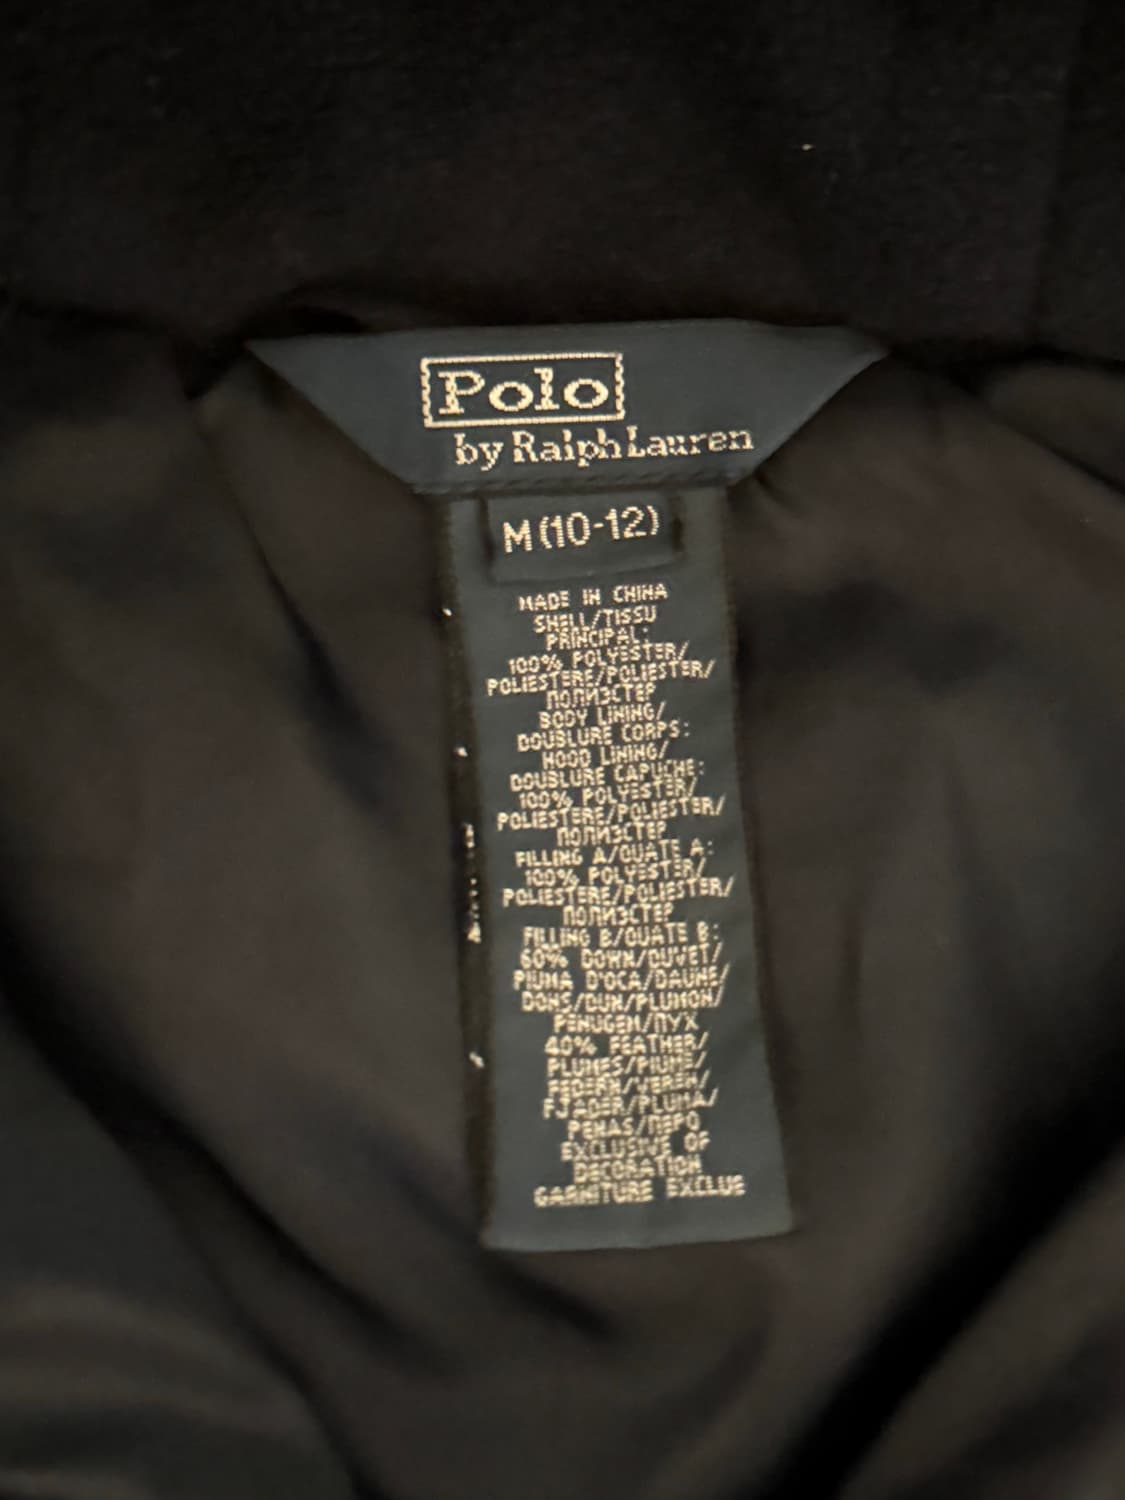 Polo
by Ralph Lauren
M (10-12)
MADE IN CHINA
SHELL/TISSU
PRINCIPAL:
100% POLYESTER/
POLIESTERE/POLIESTER/
ПОЛИЭСТЕР
BODY LINING/
DOUBLURE CORPS:
HOOD LINING/
DOUBLURE CAPUCHE:
100% POLYESTER/
POLIESTERE/POLIESTER/
ПОЛИЭСТЕР
FILLING A/OUATE A:
100% POLYESTER/
POLIESTERE/POLIESTER/
ПОЛИЭСТЕР
FILLING B/OUATE B:
60% DOWN/DUVET/
PIUMA D'OCA/DAUNE/
DONS/DUN/PLUMON/
PENUGEM/ПУХ
40% FEATHER/
PLUMES/PIUME/
FEDERN/VEREN/
FJADER/PLUMA/
PENAS/ПЕРО
EXCLUSIVE OF
DECORATION
GARNITURE EXCLUE